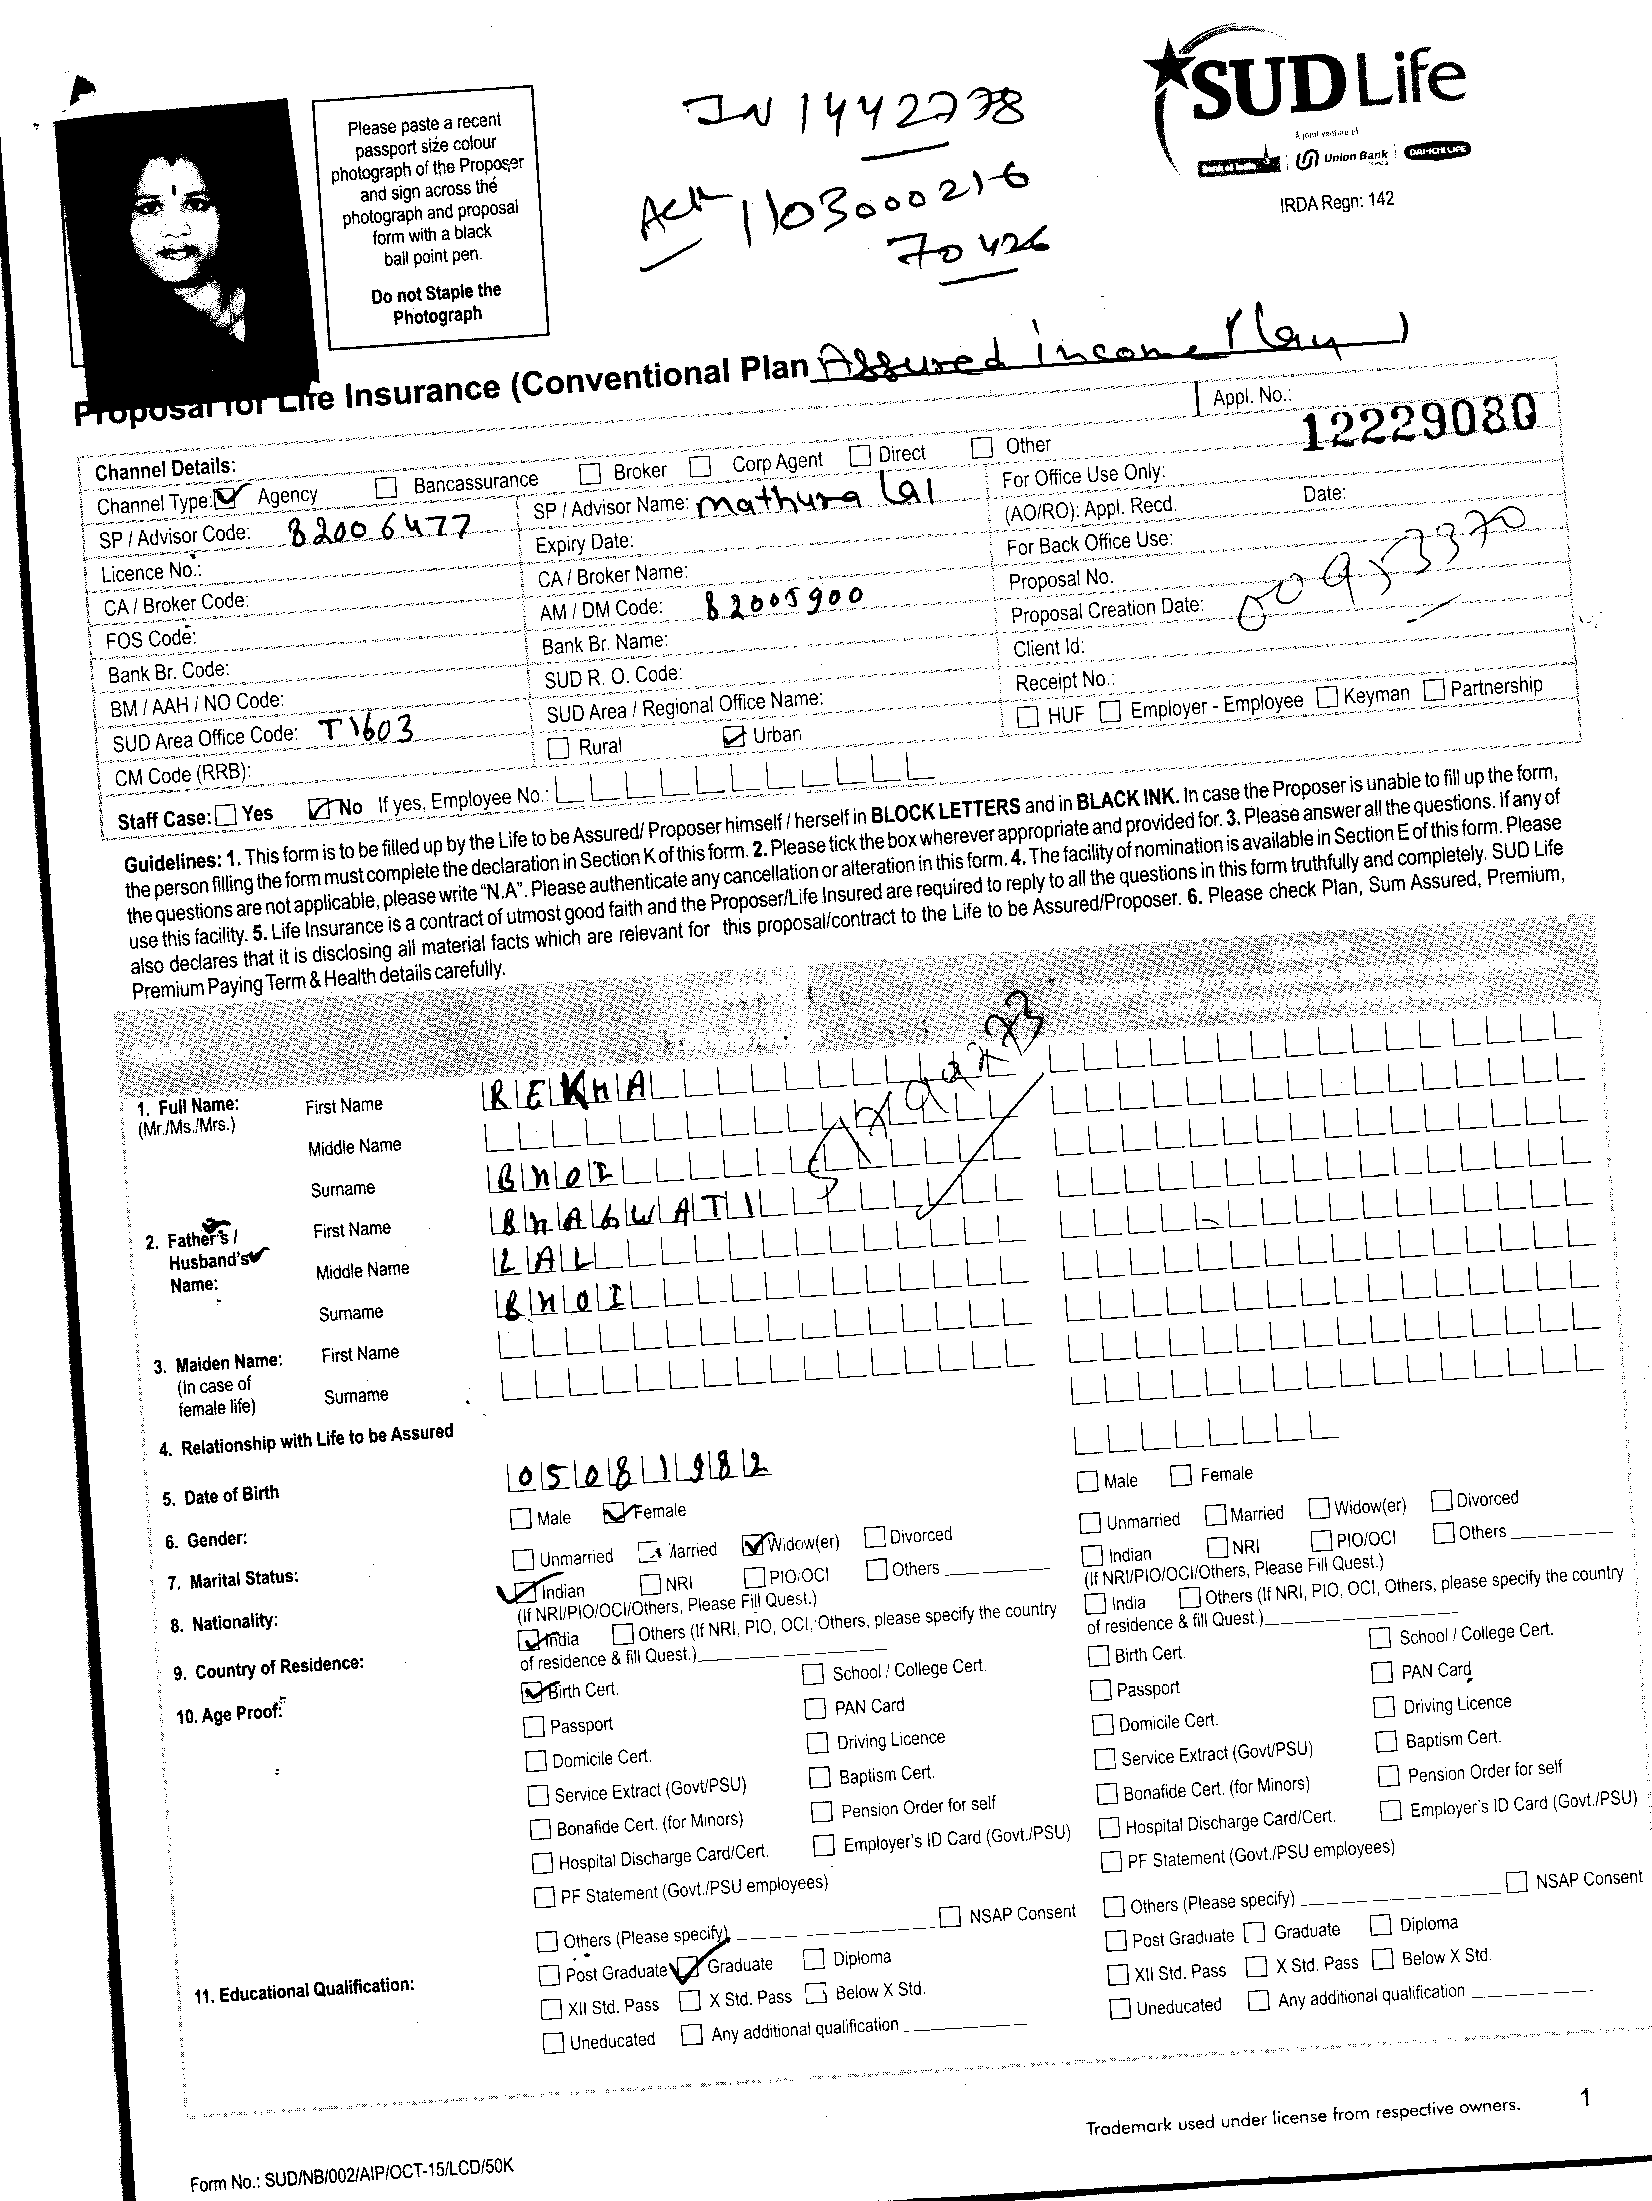 SUD Life
A joint venture of
Bank of India | Union Bank | DAI-ICHI LIFE
IRDA Regn: 142
Please paste a recent
passport size colour
photograph of the Proposer
and sign across the
photograph and proposal
form with a black
ball point pen.
Do not Staple the
Photograph
IN 1442778
1103000216
70426
Proposal for Life Insurance (Conventional Plan Assured Income Plan)
Appl. No.:
12229080
Channel Details:
Channel Type: Agency Bancassurance Broker Corp Agent Direct Other
SP / Advisor Code: 82006477 SP / Advisor Name: Mathura lal For Office Use Only:
Licence No.: Expiry Date: (AO/RO): Appl. Recd. Date:
CA / Broker Code: CA / Broker Name: For Back Office Use:
FOS Code: AM / DM Code: 82005900 Proposal No.
Bank Br. Code: Bank Br. Name: Proposal Creation Date:
BM / AAH / NO Code: SUD R. O. Code: Client Id:
SUD Area Office Code: T1603 SUD Area / Regional Office Name: Receipt No.:
CM Code (RRB): Rural Urban HUF Employer - Employee Keyman Partnership
Staff Case: Yes No If yes, Employee No.:
Guidelines: 1. This form is to be filled up by the Life to be Assured/ Proposer himself / herself in BLOCK LETTERS and in BLACK INK. In case the Proposer is unable to fill up the form,
the person filling the form must complete the declaration in Section K of this form. 2. Please tick the box wherever appropriate and provided for. 3. Please answer all the questions. If any of
the questions are not applicable, please write "N.A". Please authenticate any cancellation or alteration in this form. 4. The facility of nomination is available in Section E of this form. Please
use this facility. 5. Life Insurance is a contract of utmost good faith and the Proposer/Life Insured are required to reply to all the questions in this form truthfully and completely. SUD Life
also declares that it is disclosing all material facts which are relevant for this proposal/contract to the Life to be Assured/Proposer. 6. Please check Plan, Sum Assured, Premium,
Premium Paying Term & Health details carefully.
1. Full Name: First Name REKHA
(Mr./Ms./Mrs.)
Middle Name
Surname BHOI
2. Father's / First Name BHAGWATI
Husband's Middle Name LAL
Name:
Surname BHOI
3. Maiden Name: First Name
(In case of
female life) Surname
4. Relationship with Life to be Assured
5. Date of Birth 05081982
6. Gender: Male Female Male Female
7. Marital Status: Unmarried Married Widow(er) Divorced Unmarried Married Widow(er) Divorced
8. Nationality: Indian NRI PIO/OCI Others Indian NRI PIO/OCI Others
(If NRI/PIO/OCI/Others, Please Fill Quest.) (If NRI/PIO/OCI/Others, Please Fill Quest.)
9. Country of Residence: India Others (If NRI, PIO, OCI, Others, please specify the country India Others (If NRI, PIO, OCI, Others, please specify the country
of residence & fill Quest.) of residence & fill Quest.)
10. Age Proof: Birth Cert. School / College Cert. Birth Cert. School / College Cert.
Passport PAN Card Passport PAN Card
Domicile Cert. Driving Licence Domicile Cert. Driving Licence
Service Extract (Govt/PSU) Baptism Cert. Service Extract (Govt/PSU) Baptism Cert.
Bonafide Cert. (for Minors) Pension Order for self Bonafide Cert. (for Minors) Pension Order for self
Hospital Discharge Card/Cert. Employer's ID Card (Govt./PSU) Hospital Discharge Card/Cert. Employer's ID Card (Govt./PSU)
PF Statement (Govt./PSU employees) PF Statement (Govt./PSU employees)
Others (Please specify) NSAP Consent Others (Please specify) NSAP Consent
11. Educational Qualification: Post Graduate Graduate Diploma Post Graduate Graduate Diploma
XII Std. Pass X Std. Pass Below X Std. XII Std. Pass X Std. Pass Below X Std.
Uneducated Any additional qualification Uneducated Any additional qualification
Trademark used under license from respective owners. 1
Form No.: SUD/NB/002/AIP/OCT-15/LCD/50K